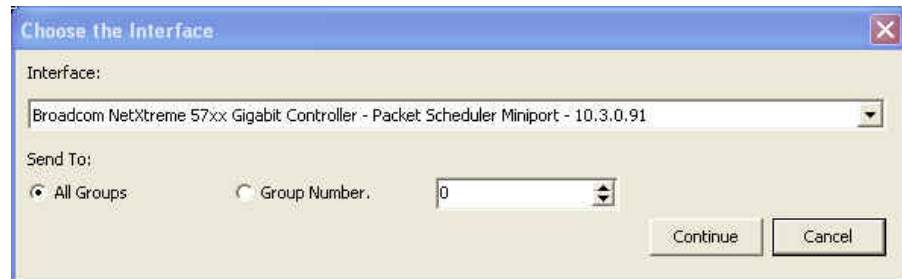 Choose the Interface
Interface:
Broadcom NetXtreme 57xx Gigabit Controller - Packet Scheduler Miniport - 10.3.0.91
Send To:
All Groups Group Number. 0
Continue Cancel